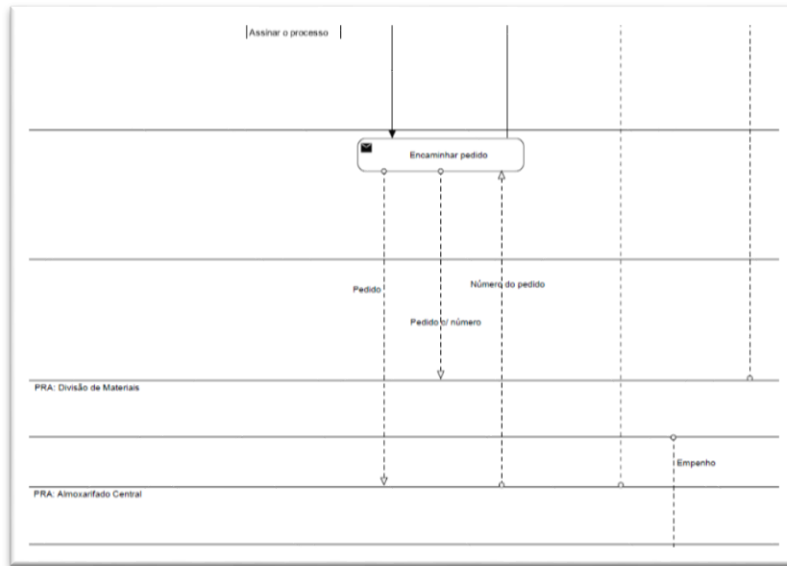 Assinar o processo
Encaminhar pedido
Pedido
Número do pedido
Pedido c/ número
PRA: Divisão de Materiais
Empenho
PRA: Almoxarifado Central